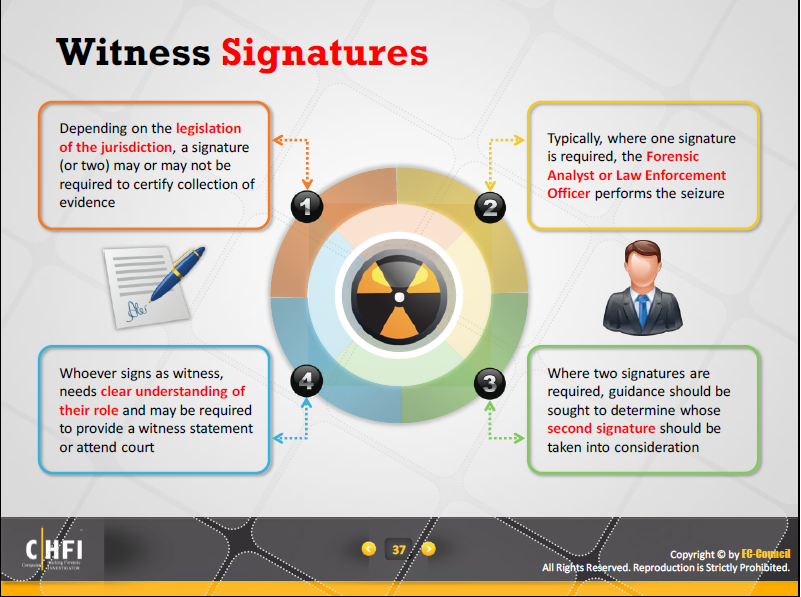 Witness Signatures
Depending on the legislation
of the jurisdiction, a signature
(or two) may or may not be
required to certify collection of
evidence
1
Typically, where one signature
is required, the Forensic
Analyst or Law Enforcement
Officer performs the seizure
2
Whoever signs as witness,
needs clear understanding of
their role and may be required
to provide a witness statement
or attend court
4
Where two signatures are
required, guidance should be
sought to determine whose
second signature should be
taken into consideration
3
CHFI
INVESTIGATOR
37
Copyright © by EC-Council
All Rights Reserved. Reproduction is Strictly Prohibited.